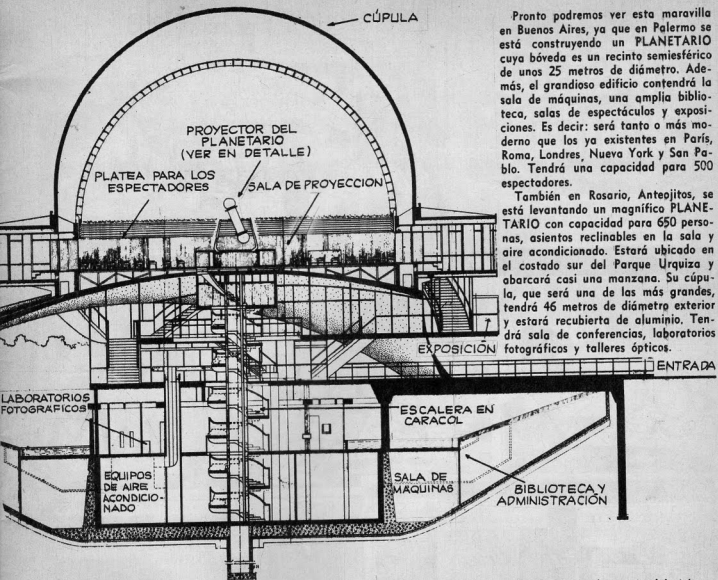 CÚPULA
PROYECTOR DEL
PLANETARIO
(VER EN DETALLE)
PLATEA PARA LOS
ESPECTADORES
SALA DE PROYECCION
Pronto podremos ver esta maravilla
en Buenos Aires, ya que en Palermo se
está construyendo un PLANETARIO
cuya bóveda es un recinto semiesférico
de unos 25 metros de diámetro. Ade-
más, el grandioso edificio contendrá la
sala de máquinas, una amplia biblio-
teca, salas de espectáculos y exposi-
ciones. Es decir: será tanto o más mo-
derno que los ya existentes en París,
Roma, Londres, Nueva York y San Pa-
blo. Tendrá una capacidad para 500
espectadores.
También en Rosario, Anteojitos, se
está levantando un magnífico PLANE-
TARIO con capacidad para 650 perso-
nas, asientos reclinables en la sala y
aire acondicionado. Estará ubicado en
el costado sur del Parque Urquiza y
abarcará casi una manzana. Su cúpu-
la, que será una de las más grandes,
tendrá 46 metros de diámetro exterior
y estará recubierta de aluminio. Ten-
drá sala de conferencias, laboratorios
fotográficos y talleres ópticos.
EXPOSICIÓN
ENTRADA
LABORATORIOS
FOTOGRÁFICOS
ESCALERA EN
CARACOL
EQUIPOS
DE AIRE
ACONDICIO-
NADO
SALA DE
MÁQUINAS
BIBLIOTECA Y
ADMINISTRACIÓN